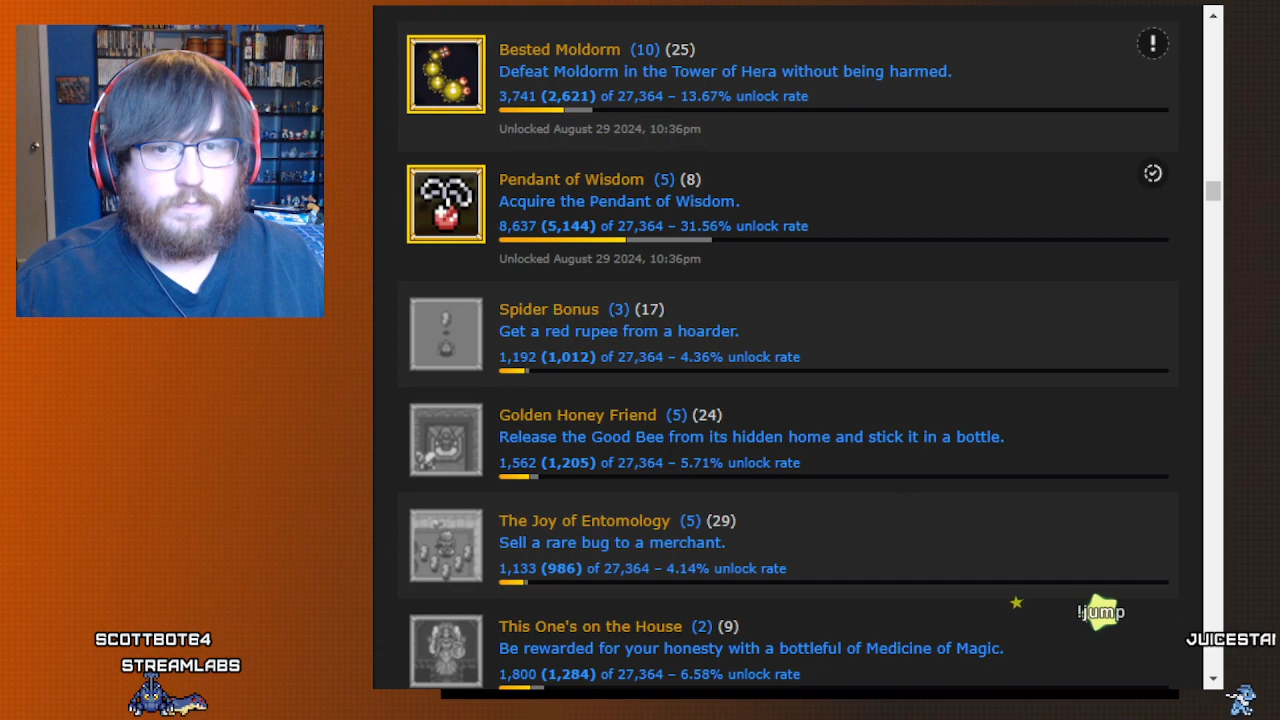 Bested Moldorm (10) (25)
Defeat Moldorm in the Tower of Hera without being harmed.
3,741 (2,621) of 27,364 – 13.67% unlock rate
Unlocked August 29 2024, 10:36pm
Pendant of Wisdom (5) (8)
Acquire the Pendant of Wisdom.
8,637 (5,144) of 27,364 – 31.56% unlock rate
Unlocked August 29 2024, 10:36pm
Spider Bonus (3) (17)
Get a red rupee from a hoarder.
1,192 (1,012) of 27,364 – 4.36% unlock rate
Golden Honey Friend (5) (24)
Release the Good Bee from its hidden home and stick it in a bottle.
1,562 (1,205) of 27,364 – 5.71% unlock rate
The Joy of Entomology (5) (29)
Sell a rare bug to a merchant.
1,133 (986) of 27,364 – 4.14% unlock rate
!jump
This One's on the House (2) (9)
Be rewarded for your honesty with a bottleful of Medicine of Magic.
1,800 (1,284) of 27,364 – 6.58% unlock rate
SCOTTBOT64
STREAMLABS
JUICESTAI